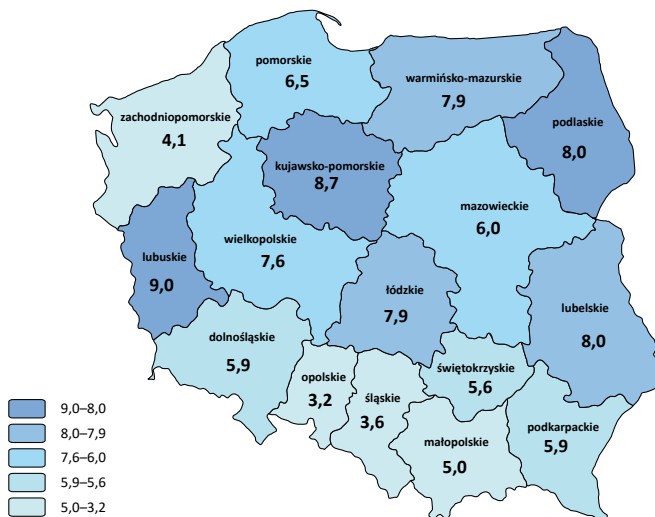 pomorskie
6,5
warmińsko-mazurskie
7,9
zachodniopomorskie
4,1
podlaskie
8,0
kujawsko-pomorskie
8,7
mazowieckie
6,0
wielkopolskie
7,6
lubuskie
9,0
łódzkie
7,9
lubelskie
8,0
dolnośląskie
5,9
opolskie
3,2
śląskie
3,6
świętokrzyskie
5,6
małopolskie
5,0
podkarpackie
5,9
9,0–8,0
8,0–7,9
7,6–6,0
5,9–5,6
5,0–3,2